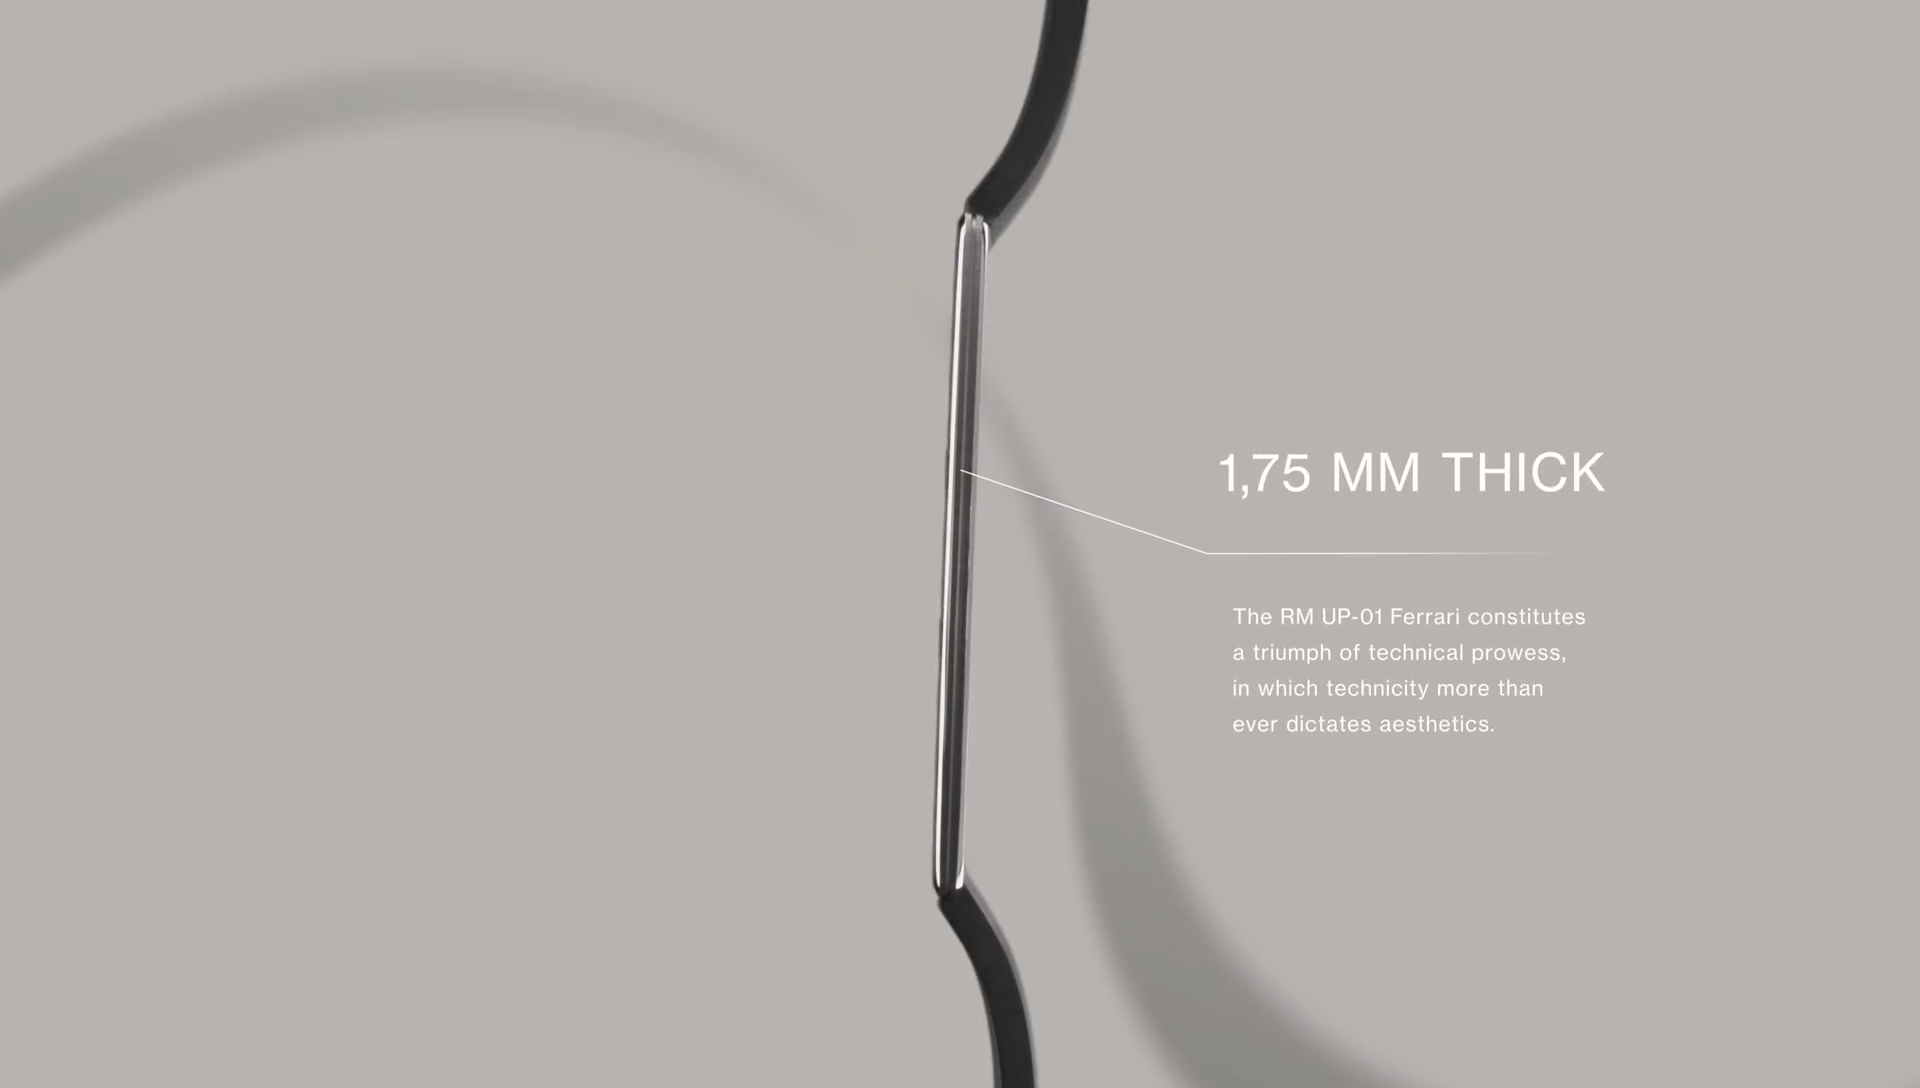 1,75 MM THICK
The RM UP-01 Ferrari constitutes
a triumph of technical prowess,
in which technicity more than
ever dictates aesthetics.